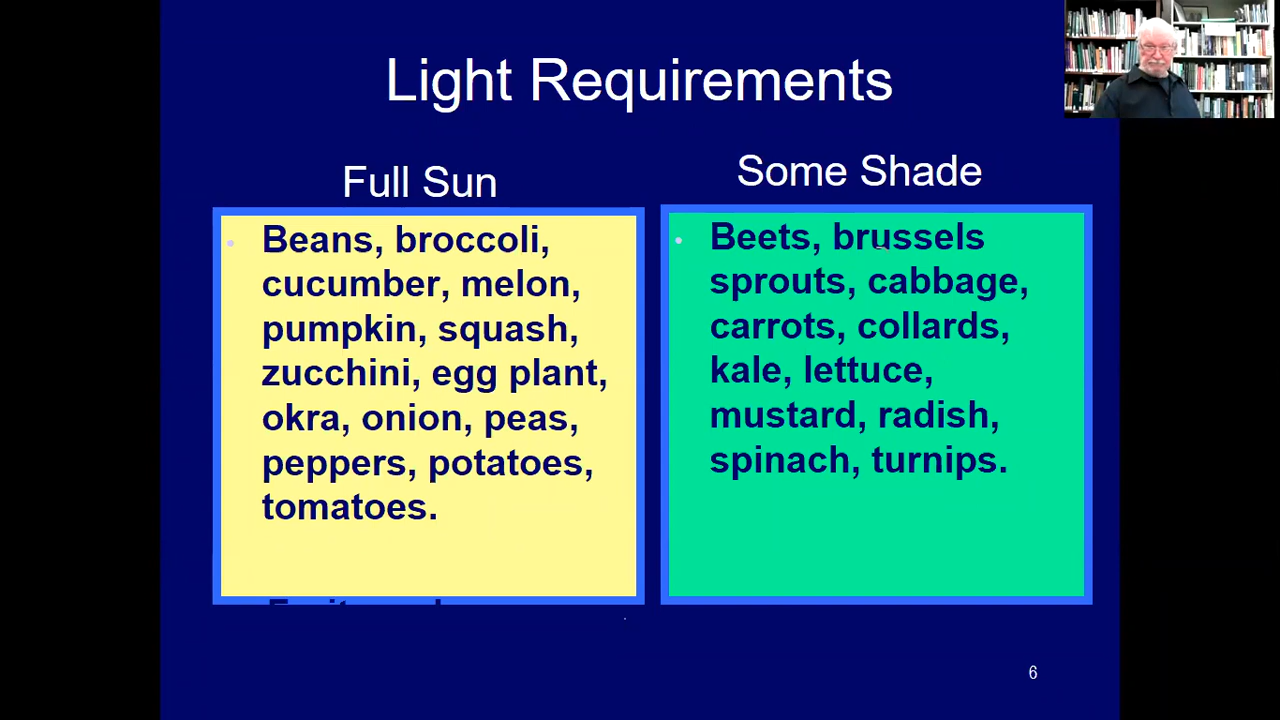 Light Requirements
Full Sun
Beans, broccoli,
cucumber, melon,
pumpkin, squash,
zucchini, egg plant,
okra, onion, peas,
peppers, potatoes,
tomatoes.
Some Shade
Beets, brussels
sprouts, cabbage,
carrots, collards,
kale, lettuce,
mustard, radish,
spinach, turnips.
6